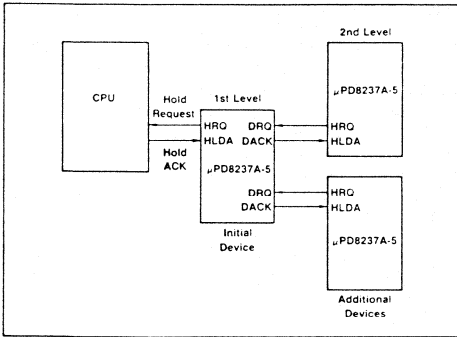 2nd Level
CPU
Hold
Request
1st Level
μPD8237A-5
HRQ
DRQ
HRQ
HLDA
DACK
HLDA
Hold
ACK
μPD8237A-5
DRQ
HRQ
DACK
HLDA
μPD8237A-5
Initial
Device
Additional
Devices